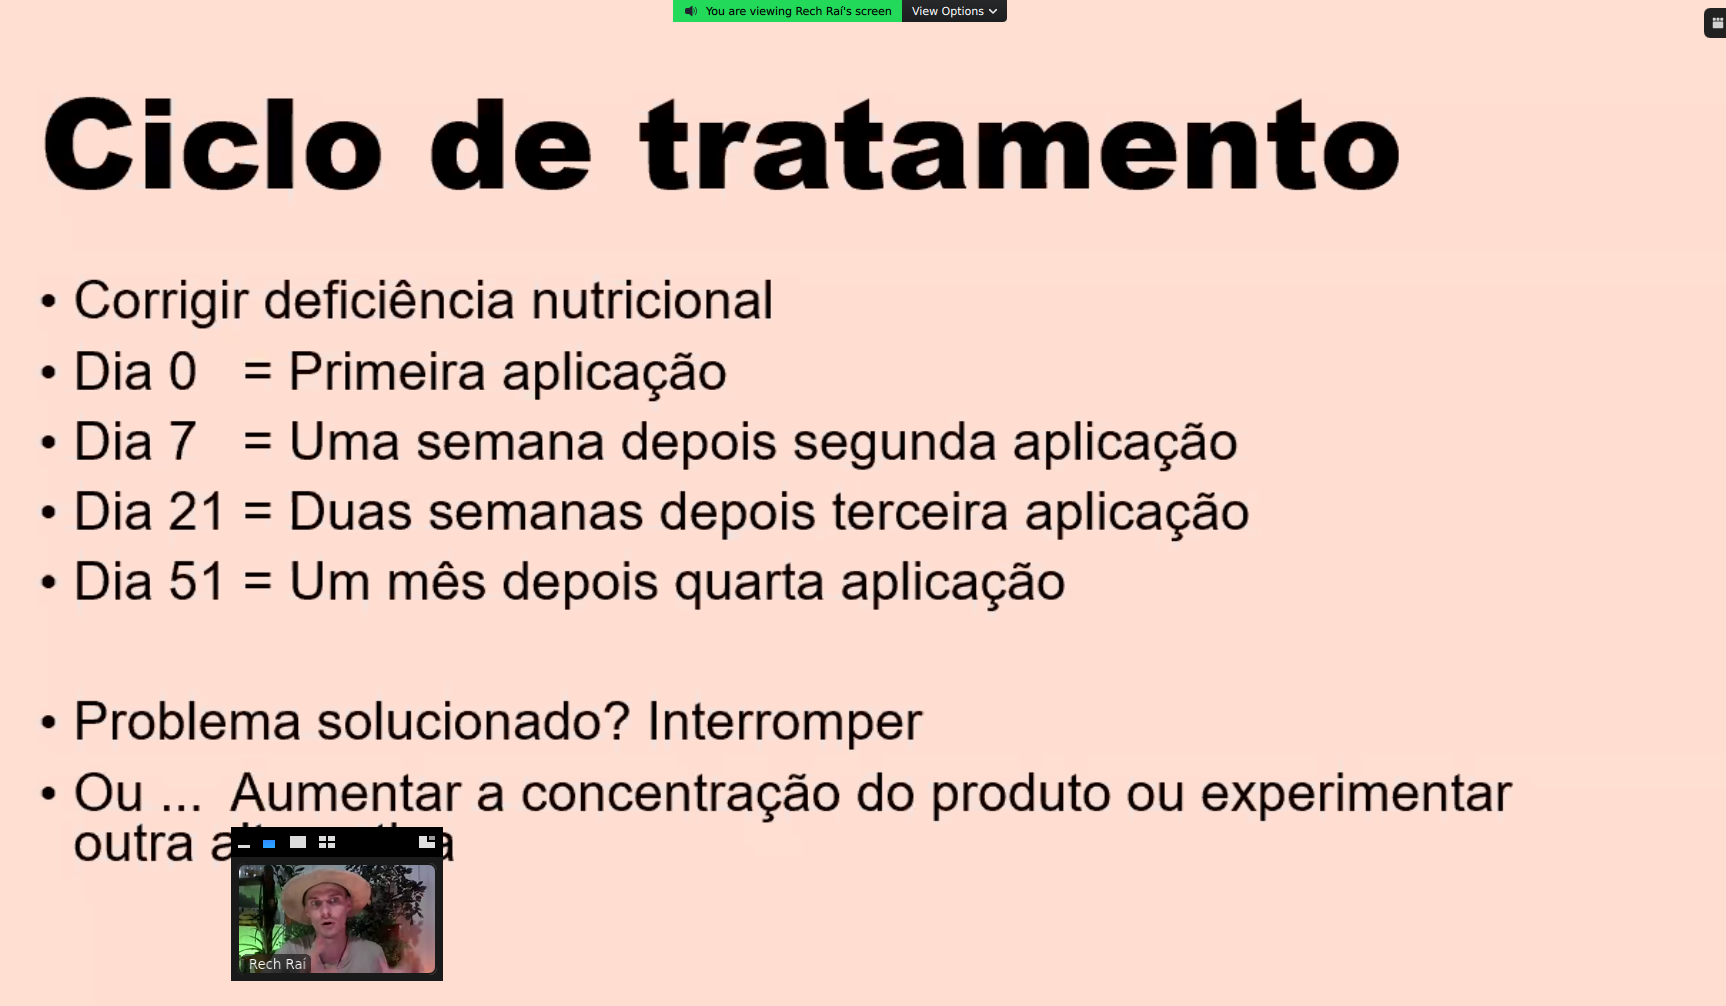 You are viewing Rech Raí's screen View Options
Ciclo de tratamento
• Corrigir deficiência nutricional
• Dia 0 = Primeira aplicação
• Dia 7 = Uma semana depois segunda aplicação
• Dia 21 = Duas semanas depois terceira aplicação
• Dia 51 = Um mês depois quarta aplicação
• Problema solucionado? Interromper
• Ou ... Aumentar a concentração do produto ou experimentar
outra
Rech Raí